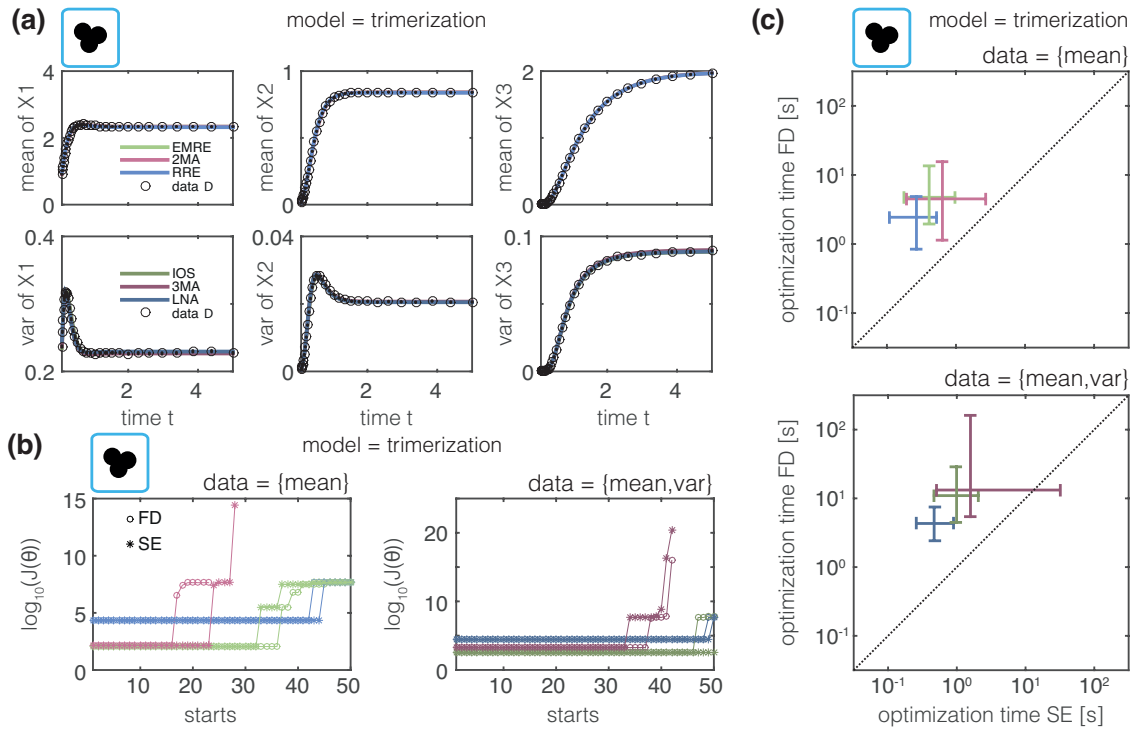 (a)
mean of X1
4
2
0
EMRE
2MA
RRE
data D
mean of X2
1
0
mean of X3
2
0
var of X1
0.4
0.2
IOS
3MA
LNA
data D
0 2 4
time t
var of X2
0.04
0
0 2 4
time t
var of X3
0.1
0
0 2 4
time t
(b)
model = trimerization
data = {mean}
log10(J(θ))
15
10
5
0
FD
SE
10 20 30 40 50
starts
data = {mean,var}
log10(J(θ))
20
10
0
10 20 30 40 50
starts
(c)
model = trimerization
data = {mean}
optimization time FD [s]
10^2
10^1
10^0
10^-1
data = {mean,var}
optimization time FD [s]
10^2
10^1
10^0
10^-1
10^-1 10^0 10^1 10^2
optimization time SE [s]
model = trimerization